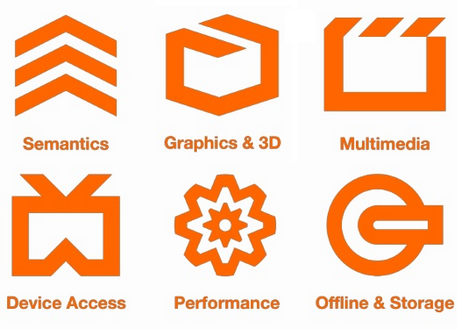 Semantics
Graphics & 3D
Multimedia
Device Access
Performance
Offline & Storage